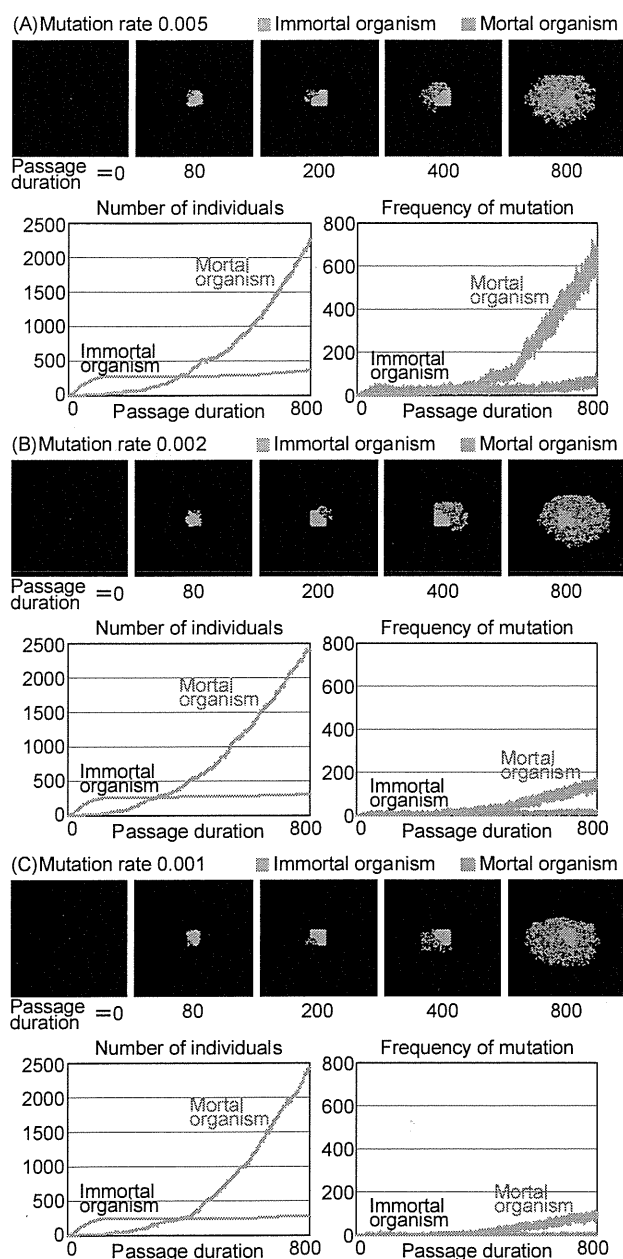 (A) Mutation rate 0.005 Immortal organism Mortal organism
Passage duration =0 80 200 400 800
Number of individuals Frequency of mutation
2500
2000
1500
1000
500
0
Mortal organism
Immortal organism
0 Passage duration 800
800
600
400
200
0
Mortal organism
Immortal organism
0 Passage duration 800
(B) Mutation rate 0.002 Immortal organism Mortal organism
Passage duration =0 80 200 400 800
Number of individuals Frequency of mutation
2500
2000
1500
1000
500
0
Mortal organism
Immortal organism
0 Passage duration 800
800
600
400
200
0
Mortal organism
Immortal organism
0 Passage duration 800
(C) Mutation rate 0.001 Immortal organism Mortal organism
Passage duration =0 80 200 400 800
Number of individuals Frequency of mutation
2500
2000
1500
1000
500
0
Mortal organism
Immortal organism
0 Passage duration 800
800
600
400
200
0
Mortal organism
Immortal organism
0 Passage duration 800